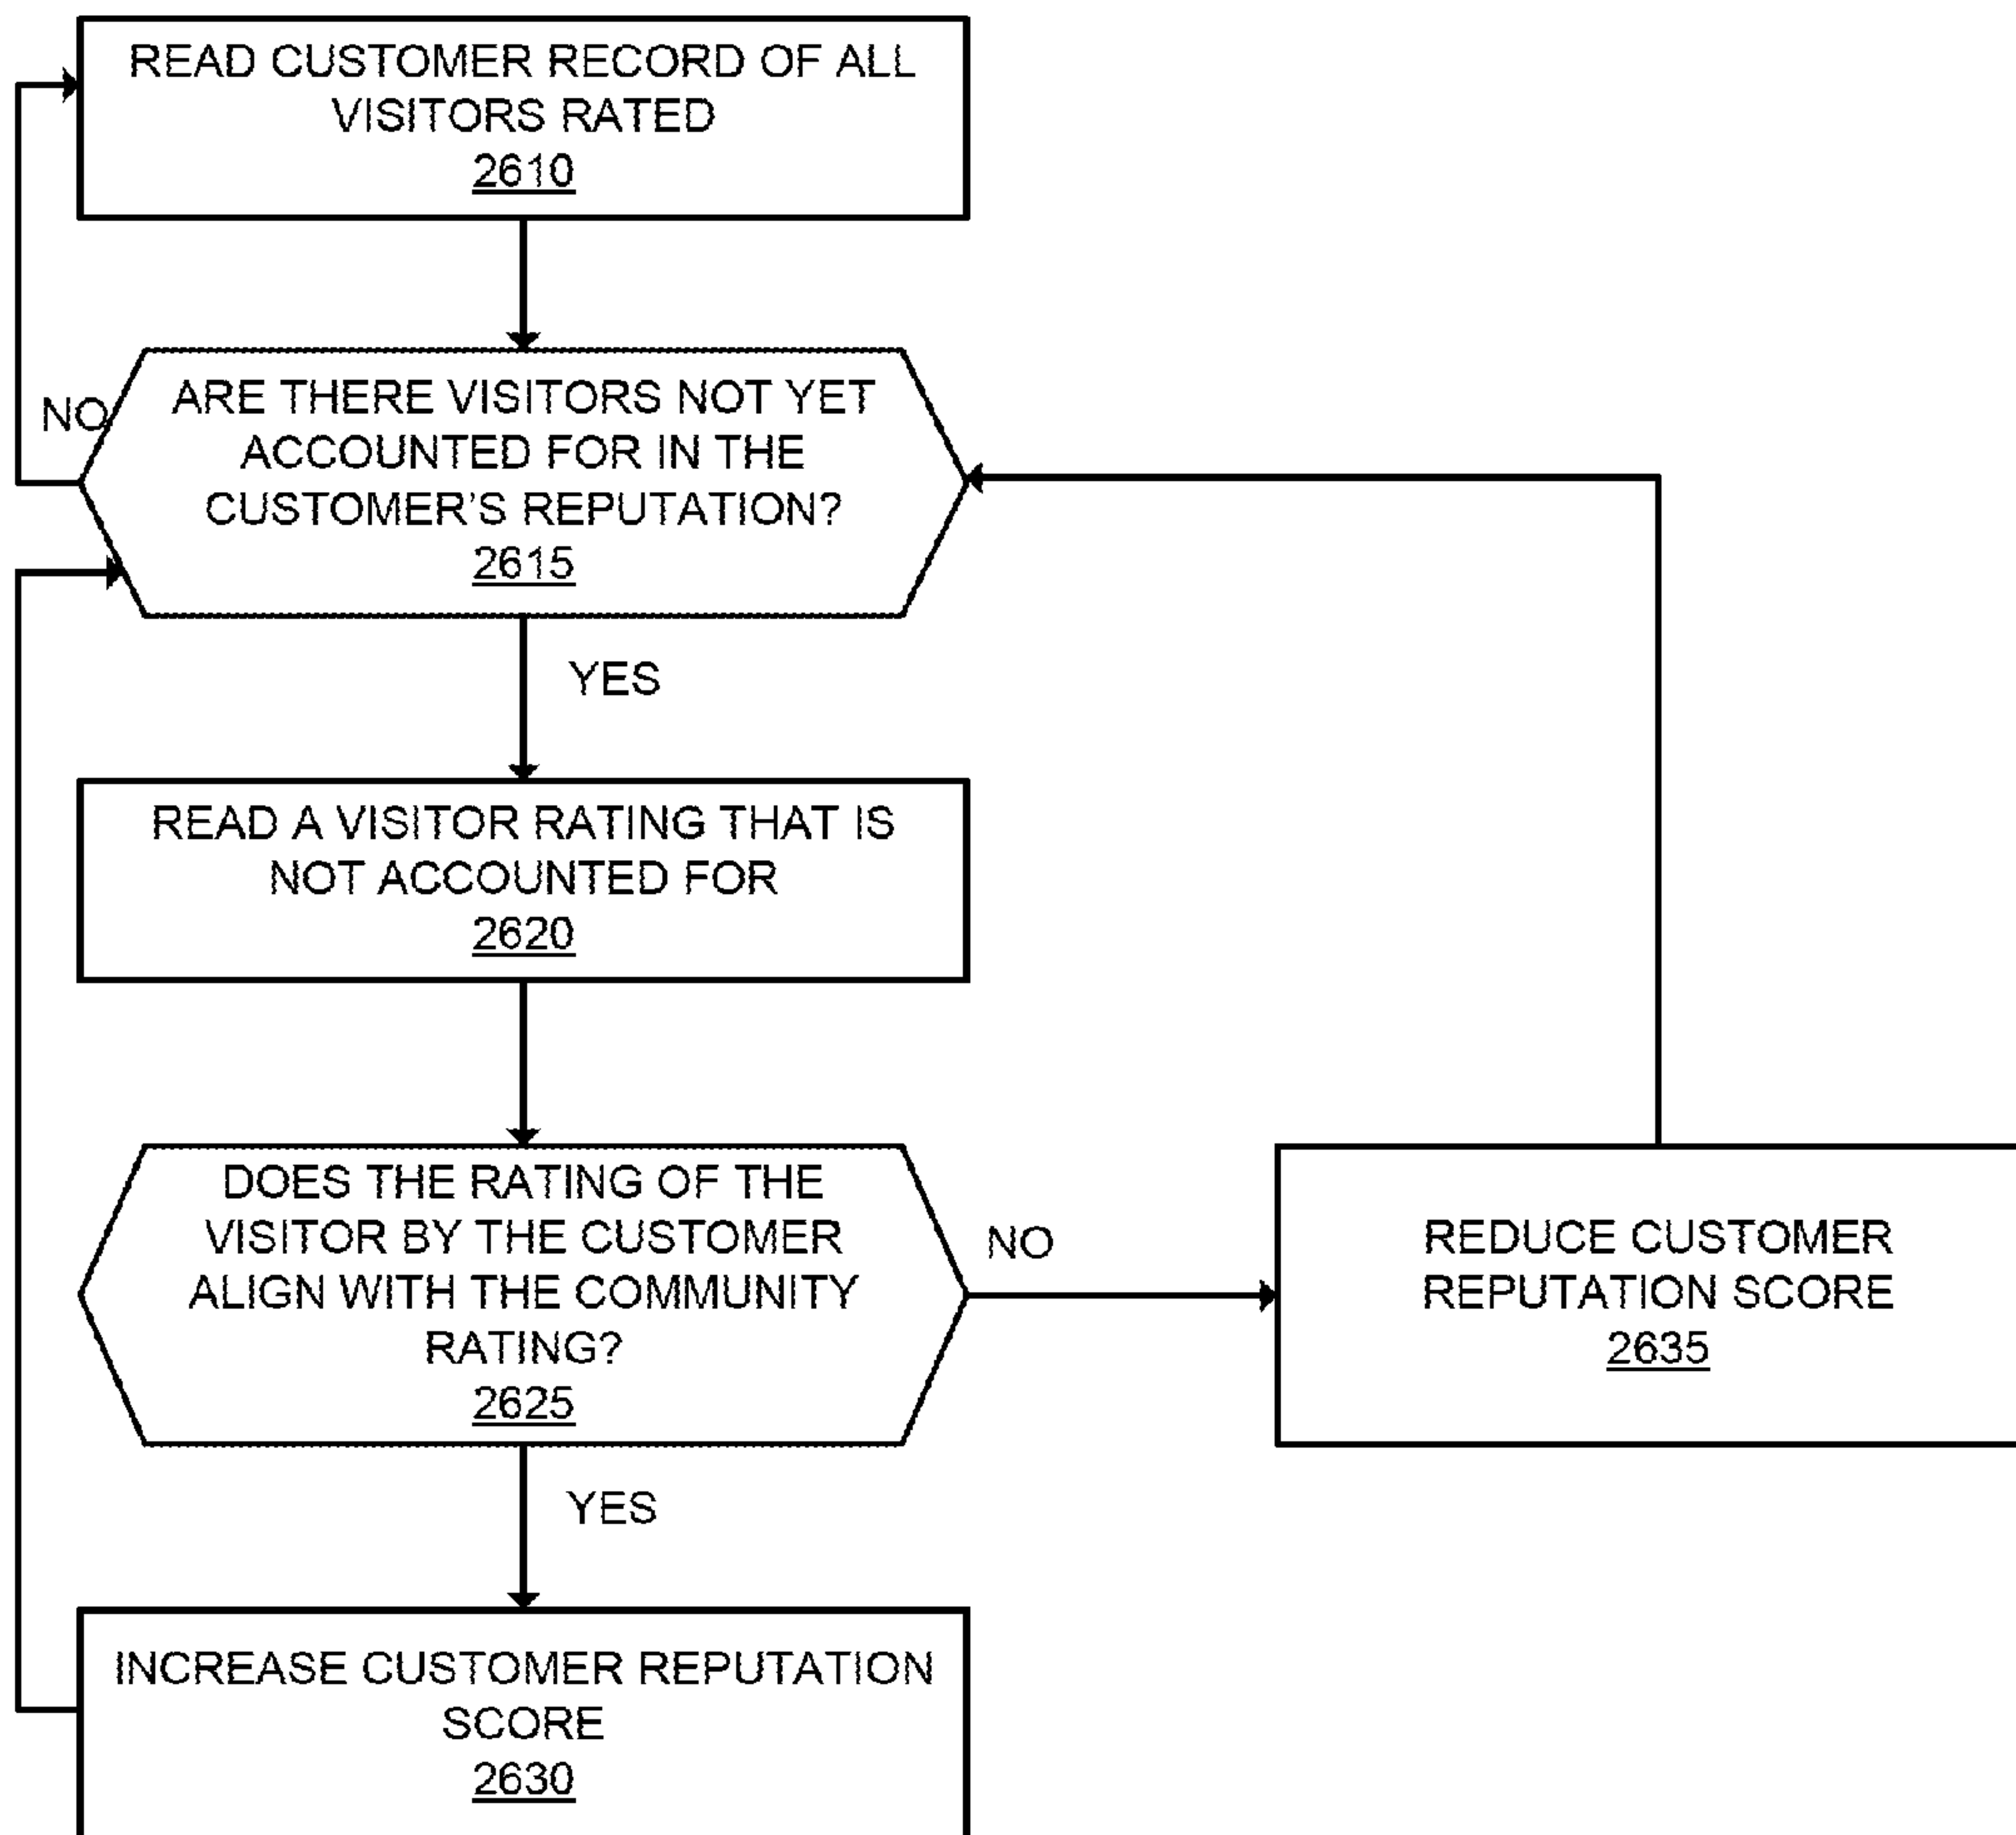 READ CUSTOMER RECORD OF ALL
VISITORS RATED
2610
NO
ARE THERE VISITORS NOT YET
ACCOUNTED FOR IN THE
CUSTOMER'S REPUTATION?
2615
YES
READ A VISITOR RATING THAT IS
NOT ACCOUNTED FOR
2620
DOES THE RATING OF THE
VISITOR BY THE CUSTOMER
ALIGN WITH THE COMMUNITY
RATING?
2625
NO
REDUCE CUSTOMER
REPUTATION SCORE
2635
YES
INCREASE CUSTOMER REPUTATION
SCORE
2630